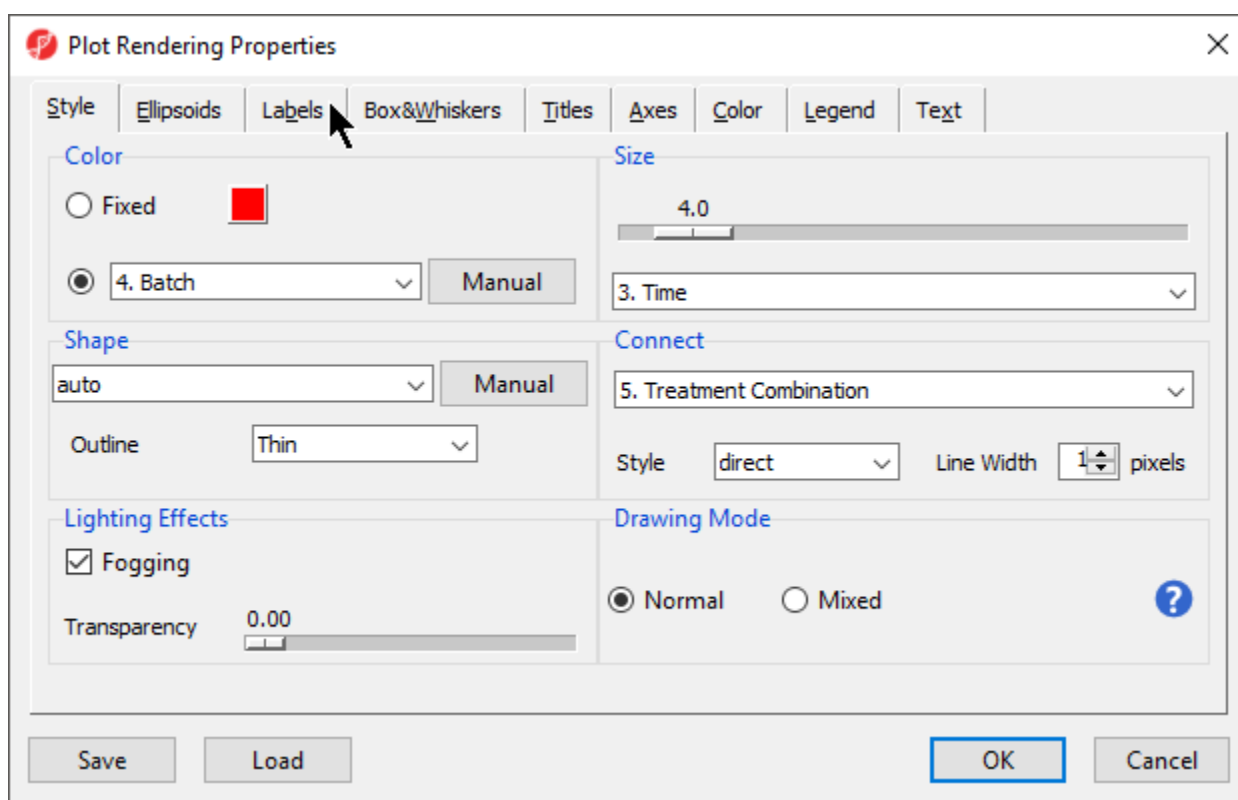 Plot Rendering Properties
Style Ellipsoids Labels Box&Whiskers Titles Axes Color Legend Text
Color
Fixed
4. Batch Manual
Size
4.0
3. Time
Shape
auto Manual
Outline Thin
Connect
5. Treatment Combination
Style direct Line Width 1 pixels
Lighting Effects
Fogging
Transparency 0.00
Drawing Mode
Normal Mixed ?
Save Load OK Cancel